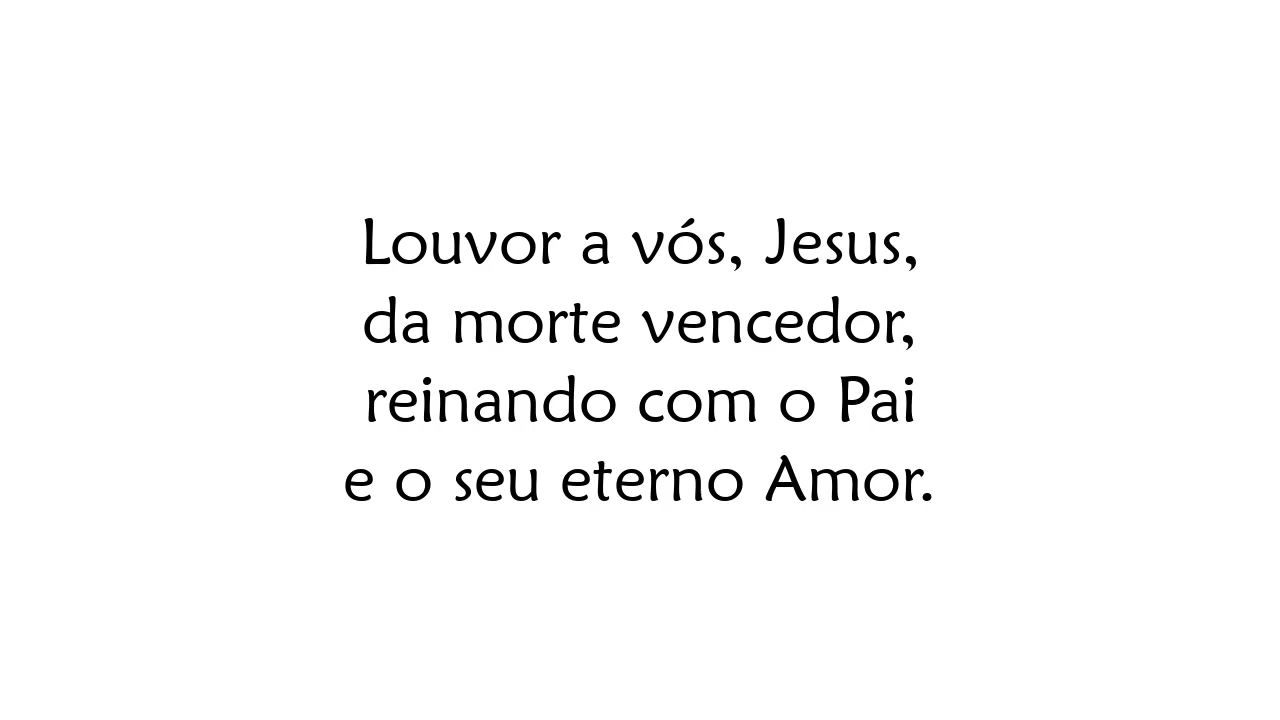 Louvor a vós, Jesus,
da morte vencedor,
reinando com o Pai
e o seu eterno Amor.